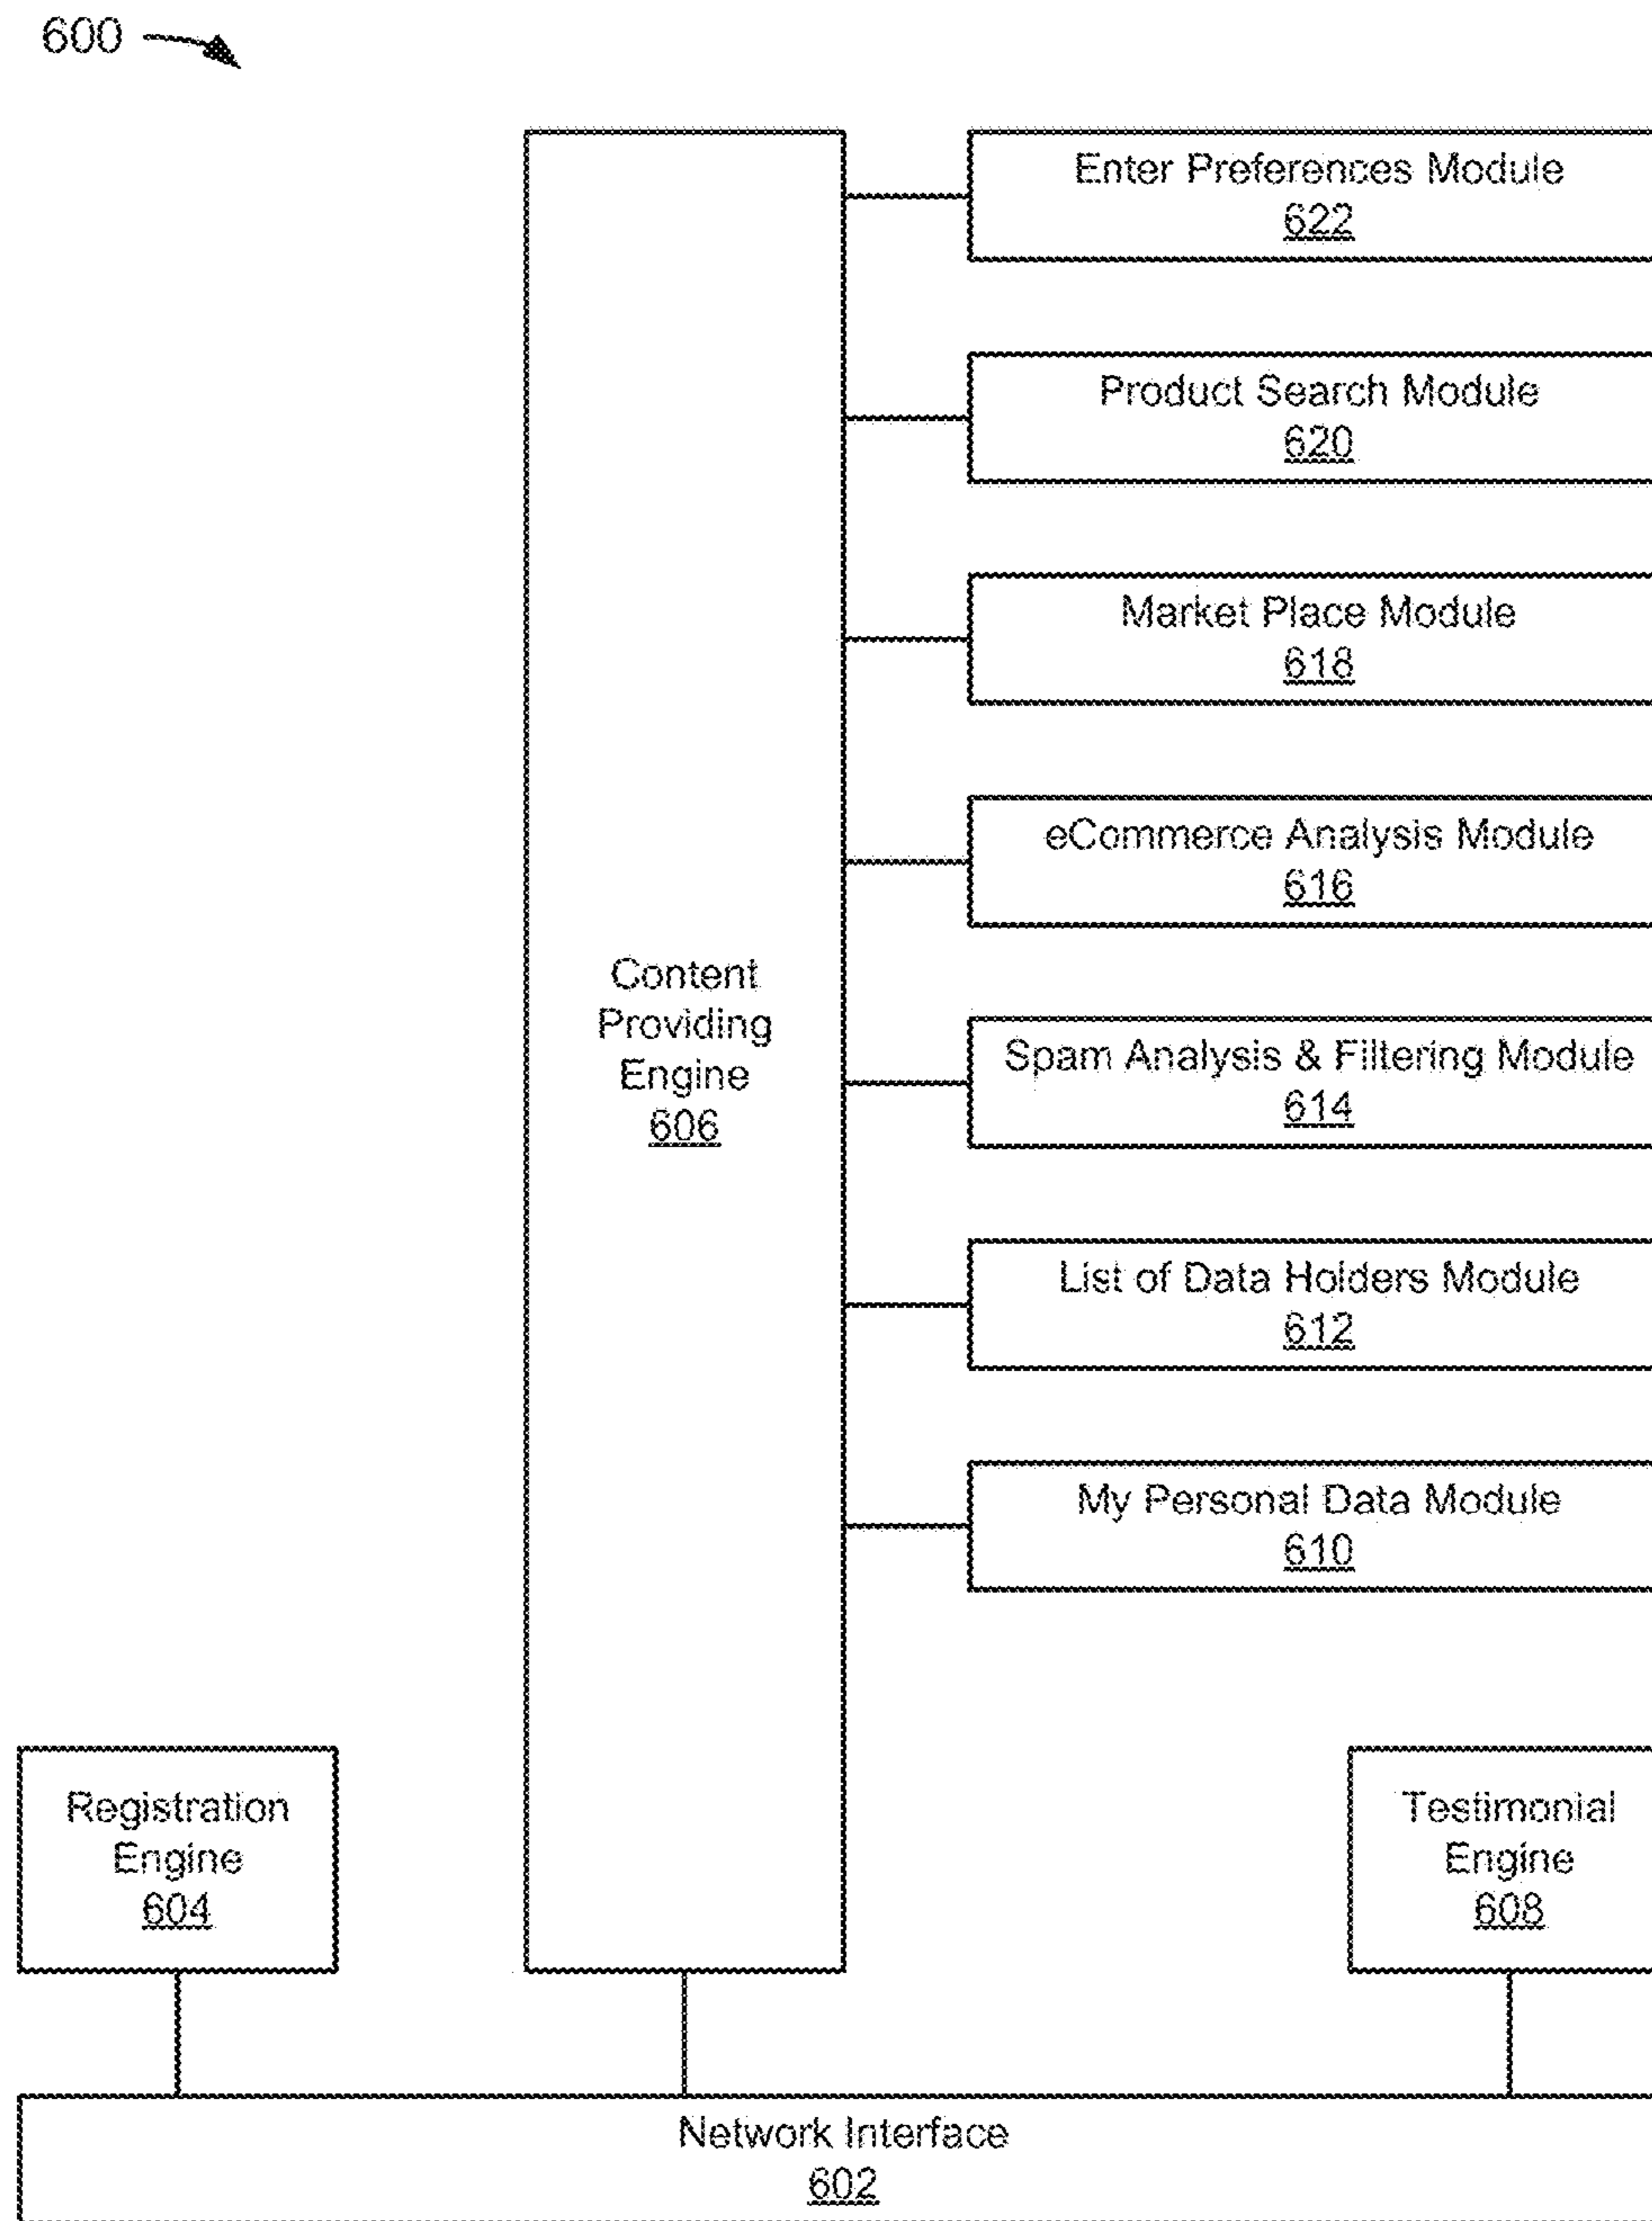 600
Enter Preferences Module
622
Product Search Module
620
Market Place Module
618
eCommerce Analysis Module
616
Content
Providing
Engine
606
Spam Analysis & Filtering Module
614
List of Data Holders Module
612
My Personal Data Module
610
Registration
Engine
604
Testimonial
Engine
608
Network Interface
602